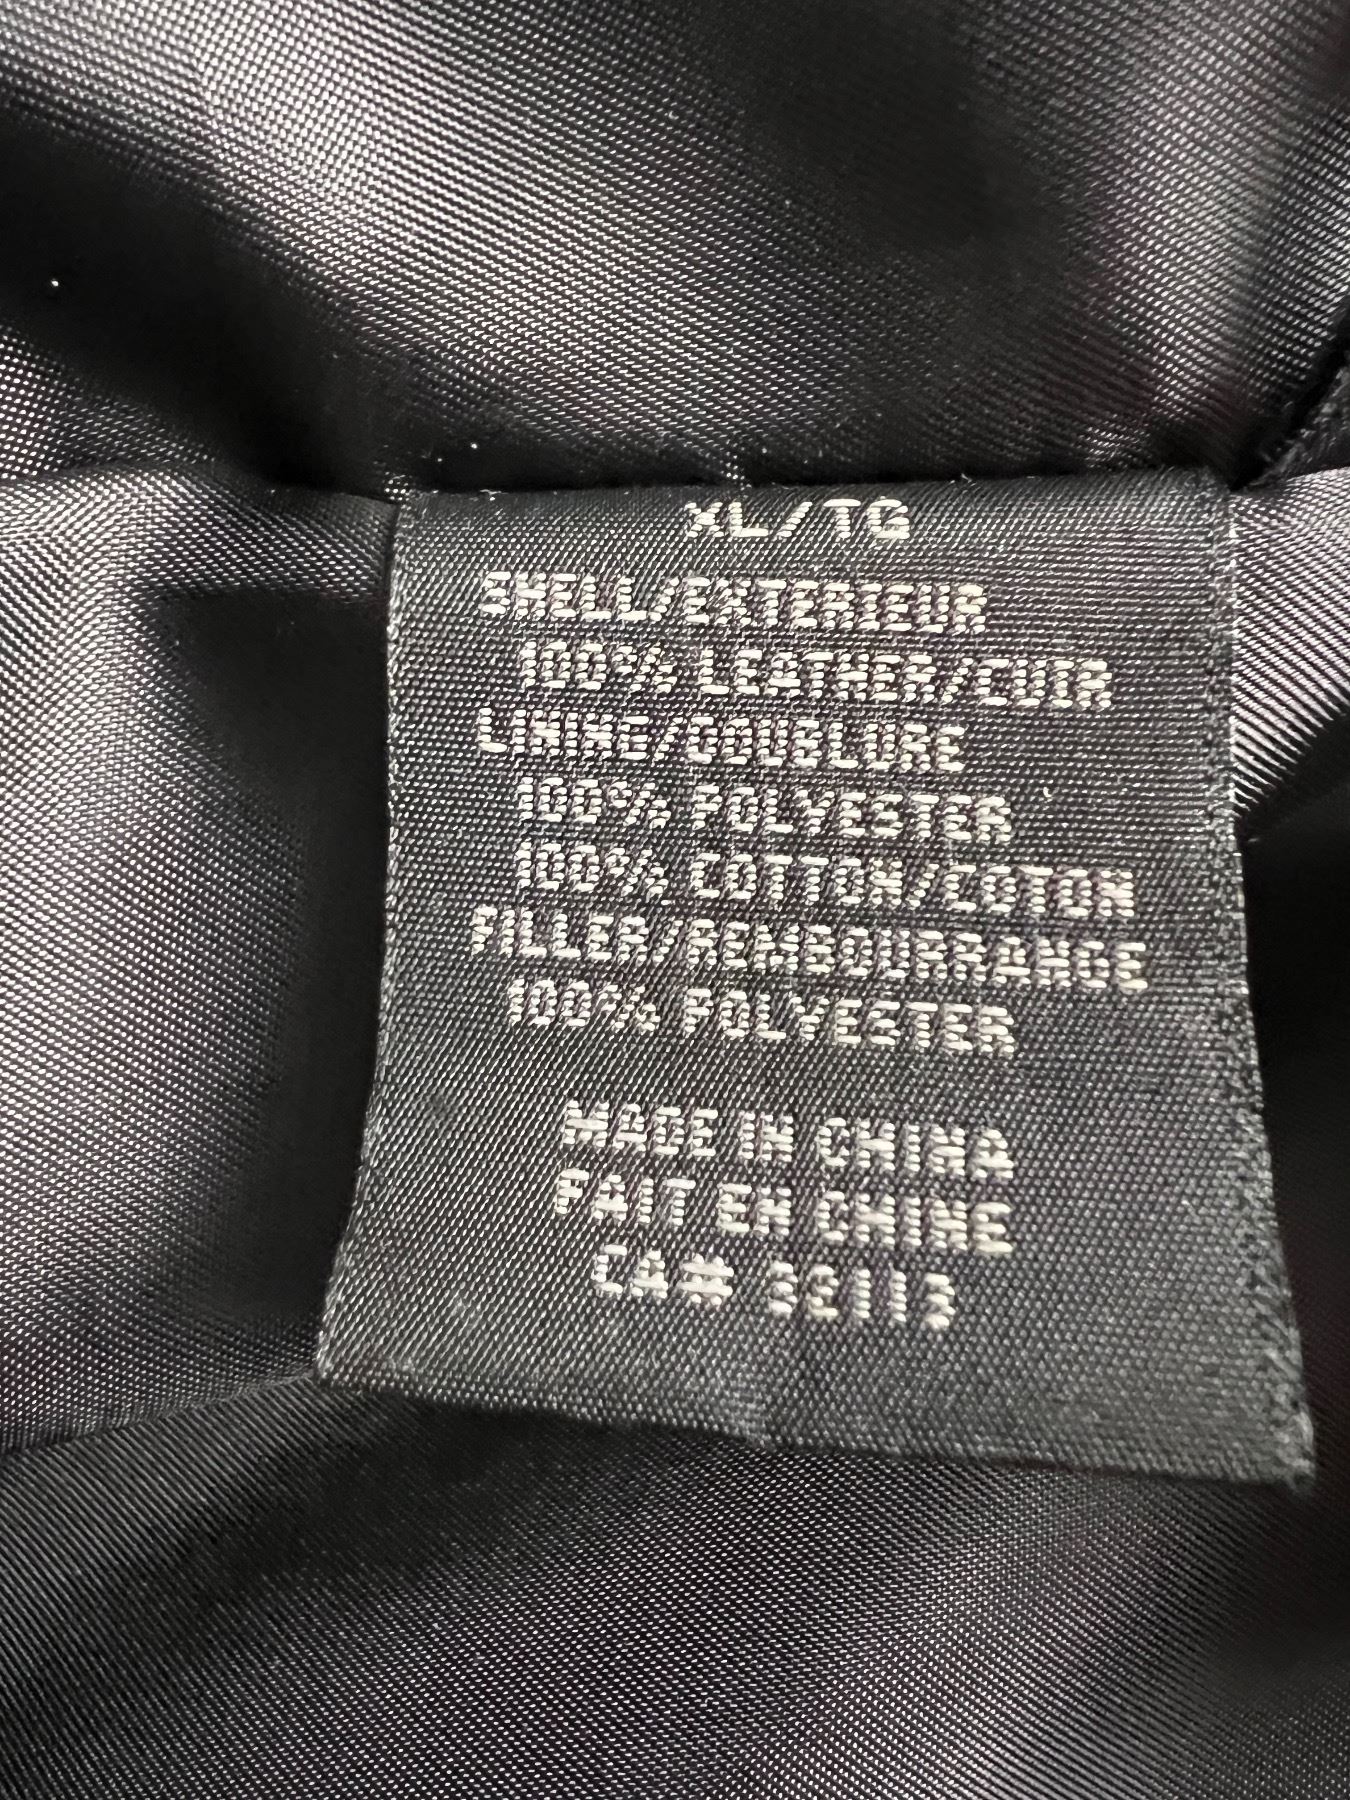 XL/TG
SHELL/EXTERIEUR
100% LEATHER/CUIR
LINING/DOUBLURE
100% POLYESTER
100% COTTON/COTON
FILLER/REMBOURRANGE
100% POLYESTER
MADE IN CHINA
FAIT EN CHINE
CA#